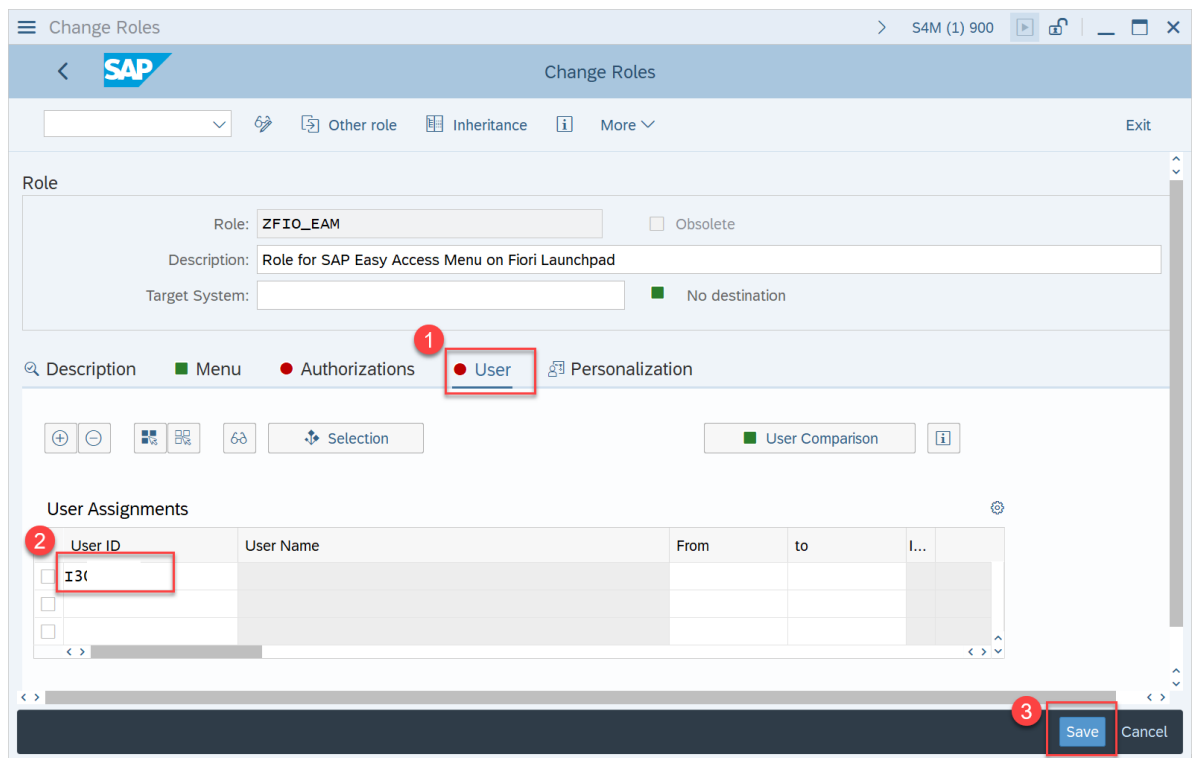 Change Roles
S4M (1) 900
SAP
Change Roles
Other role
Inheritance
More
Exit
Role
Role: ZFIO_EAM
Obsolete
Description: Role for SAP Easy Access Menu on Fiori Launchpad
Target System:
No destination
1
Description
Menu
Authorizations
User
Personalization
Selection
User Comparison
User Assignments
2
User ID
User Name
From
to
I...
3
Save
Cancel